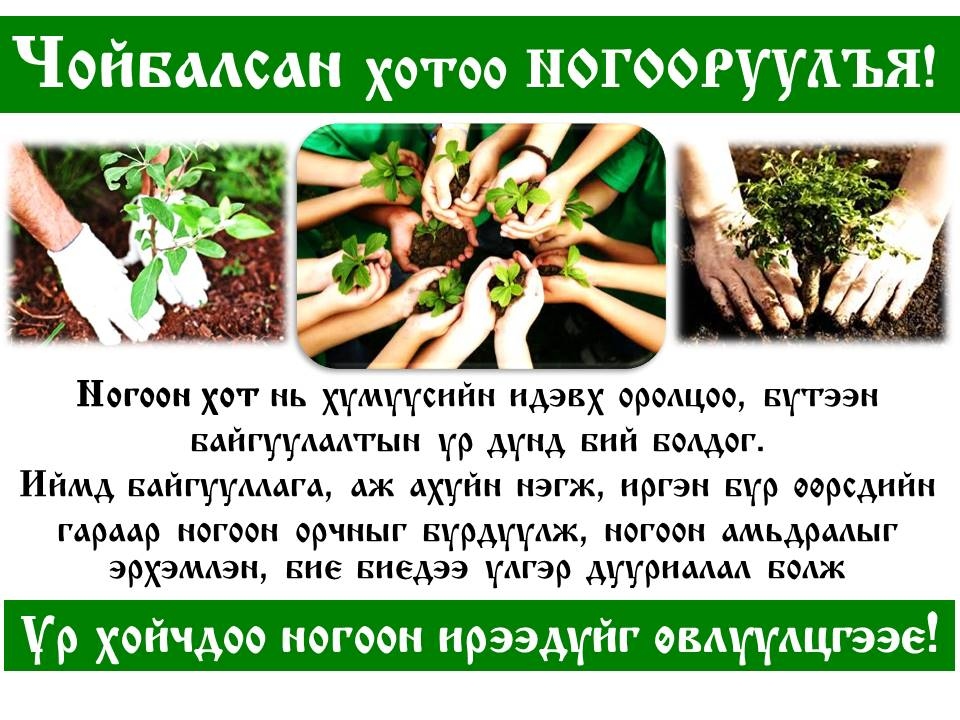 Чойбалсан хотоо НОГООРУУЛЪЯ!
Ногоон хот нь хүмүүсийн идэвх оролцоо, бүтээн
байгуулалтын үр дүнд бий болдог.
Иймд байгууллага, аж ахуйн нэгж, иргэн бүр өөрсдийн
гараар ногоон орчныг бүрдүүлж, ногоон амьдралыг
эрхэмлэн, бие биедээ үлгэр дууриалал болж
Үр хойчдоо ногоон ирээдүйг өвлүүлцгээе!